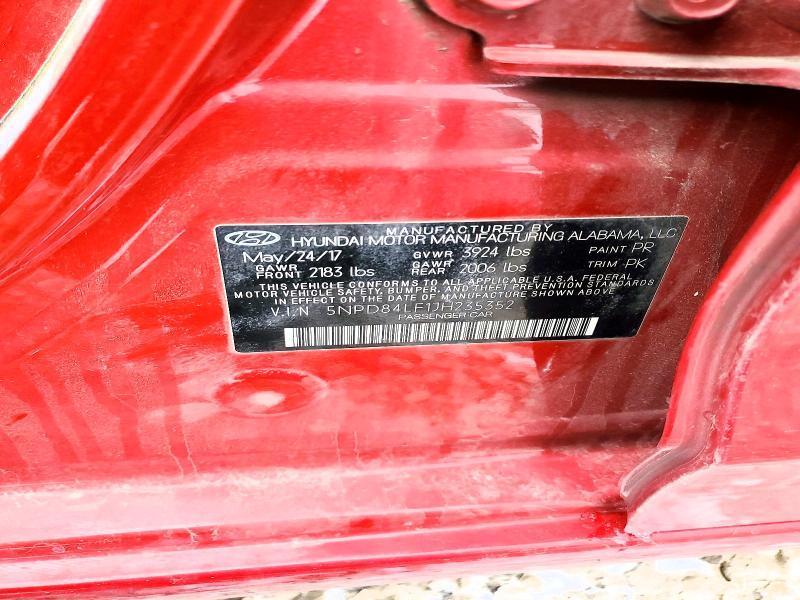 MANUFACTURED BY
HYUNDAI MOTOR MANUFACTURING ALABAMA, LLC
May/24/17 GVWR 3924 lbs PAINT PR
GAWR FRONT 2183 lbs GAWR REAR 2006 lbs TRIM PK
THIS VEHICLE CONFORMS TO ALL APPLICABLE U.S.A. FEDERAL
MOTOR VEHICLE SAFETY, BUMPER, AND THEFT PREVENTION STANDARDS
IN EFFECT ON THE DATE OF MANUFACTURE SHOWN ABOVE
V.I.N 5NPD84LF1JH235352
PASSENGER CAR